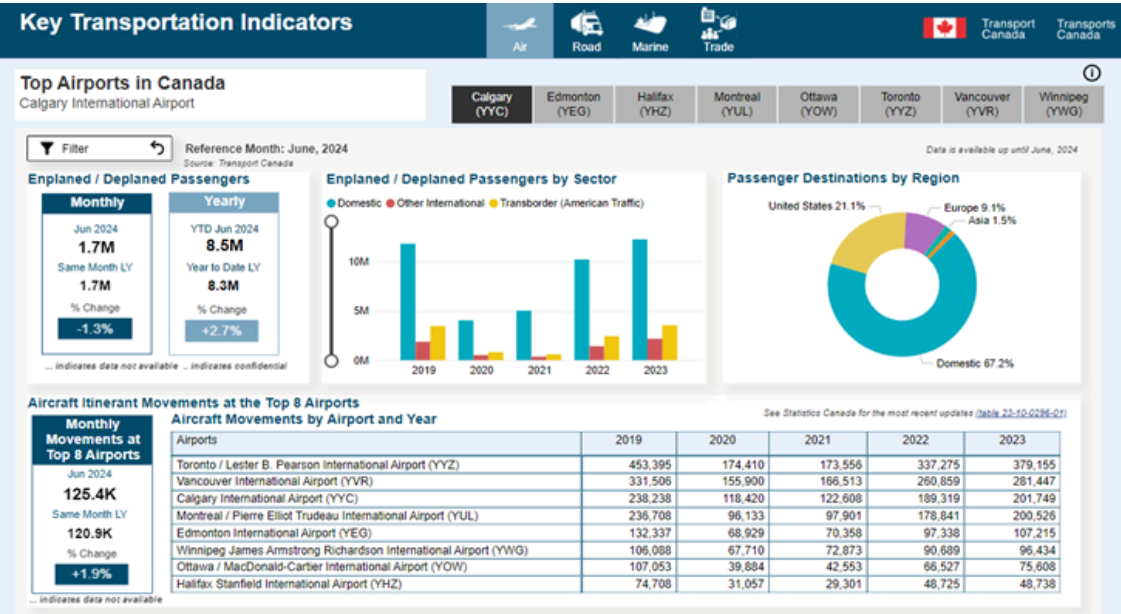 Key Transportation Indicators
Air
Road
Marine
Trade
Transport Canada
Transports Canada
Top Airports in Canada
Calgary International Airport
Calgary (YYC)
Edmonton (YEG)
Halifax (YHZ)
Montreal (YUL)
Ottawa (YOW)
Toronto (YYZ)
Vancouver (YVR)
Winnipeg (YWG)
Filter
Reference Month: June, 2024
Source: Transport Canada
Data is available up until June, 2024
Enplaned / Deplaned Passengers
Monthly
Jun 2024
1.7M
Same Month LY
1.7M
% Change
-1.3%
Yearly
YTD Jun 2024
8.5M
Year to Date LY
8.3M
% Change
+2.7%
... indicates data not available .. indicates confidential
Enplaned / Deplaned Passengers by Sector
Domestic Other International Transborder (American Traffic)
10M
5M
0M
2019 2020 2021 2022 2023
Passenger Destinations by Region
United States 21.1%
Europe 9.1%
Asia 1.5%
Domestic 67.2%
Aircraft Itinerant Movements at the Top 8 Airports
Monthly
Movements at
Top 8 Airports
Jun 2024
125.4K
Same Month LY
120.9K
% Change
+1.9%
... indicates data not available
Aircraft Movements by Airport and Year
See Statistics Canada for the most recent updates (table 23-10-0296-01)
Airports 2019 2020 2021 2022 2023
Toronto / Lester B. Pearson International Airport (YYZ) 453,395 174,410 173,556 337,275 379,155
Vancouver International Airport (YVR) 331,506 155,900 166,513 260,859 281,447
Calgary International Airport (YYC) 238,238 118,420 122,608 189,319 201,749
Montreal / Pierre Elliot Trudeau International Airport (YUL) 236,708 96,133 97,901 178,841 200,526
Edmonton International Airport (YEG) 132,337 68,929 70,358 97,338 107,215
Winnipeg James Armstrong Richardson International Airport (YWG) 106,088 67,710 72,873 90,689 96,434
Ottawa / MacDonald-Cartier International Airport (YOW) 107,053 39,884 42,553 66,527 75,608
Halifax Stanfield International Airport (YHZ) 74,708 31,057 29,301 48,725 48,738